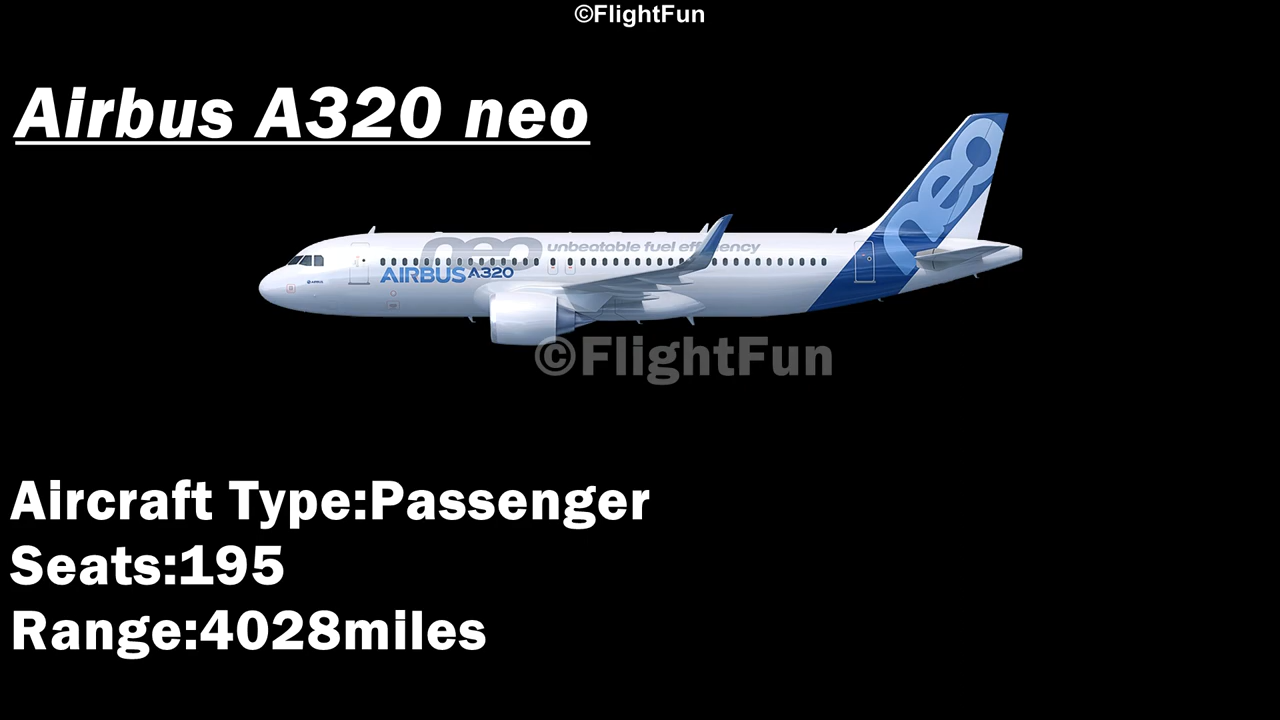 ©FlightFun
Airbus A320 neo
neo
neo unbeatable fuel efficiency
AIRBUS A320
AIRBUS
©FlightFun
Aircraft Type:Passenger
Seats:195
Range:4028miles